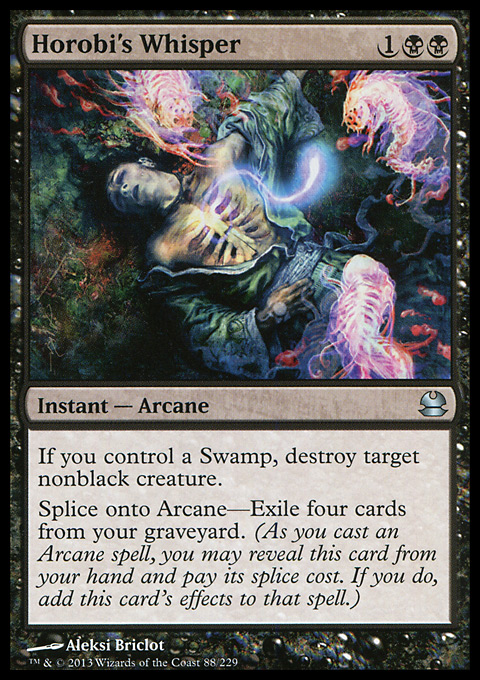 Horobi's Whisper 1
Instant — Arcane
If you control a Swamp, destroy target
nonblack creature.
Splice onto Arcane—Exile four cards
from your graveyard. (As you cast an
Arcane spell, you may reveal this card from
your hand and pay its splice cost. If you do,
add this card's effects to that spell.)
Aleksi Briclot
™ & © 2013 Wizards of the Coast 88/229